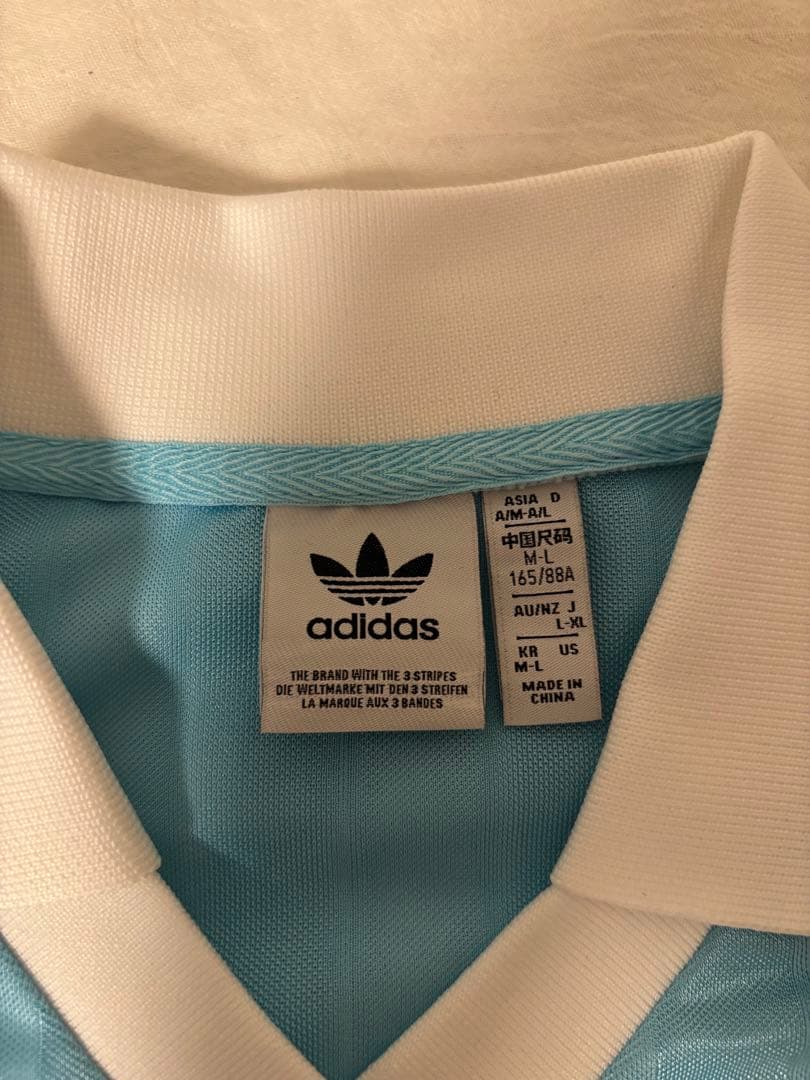 adidas
THE BRAND WITH THE 3 STRIPES
DIE WELTMARKE MIT DEN 3 STREIFEN
LA MARQUE AUX 3 BANDES
ASIA D
A/M-A/L
中国尺码
M-L
165/88A
AU/NZ J
L-XL
KR US
M-L
MADE IN
CHINA